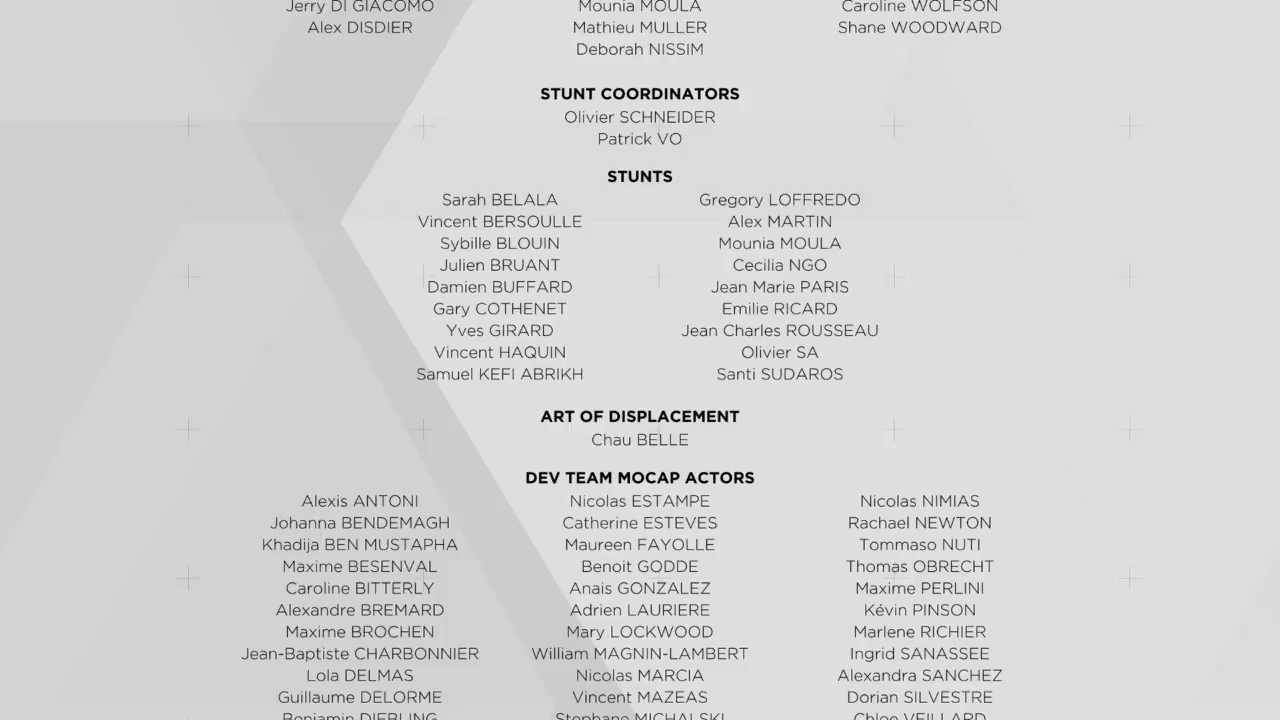 Jerry DI GIACOMO Mounia MOULA Caroline WOLFSON
Alex DISDIER Mathieu MULLER Shane WOODWARD
Deborah NISSIM
STUNT COORDINATORS
Olivier SCHNEIDER
Patrick VO
STUNTS
Sarah BELALA Gregory LOFFREDO
Vincent BERSOULLE Alex MARTIN
Sybille BLOUIN Mounia MOULA
Julien BRUANT Cecilia NGO
Damien BUFFARD Jean Marie PARIS
Gary COTHENET Emilie RICARD
Yves GIRARD Jean Charles ROUSSEAU
Vincent HAQUIN Olivier SA
Samuel KEFI ABRIKH Santi SUDAROS
ART OF DISPLACEMENT
Chau BELLE
DEV TEAM MOCAP ACTORS
Alexis ANTONI Nicolas ESTAMPE Nicolas NIMIAS
Johanna BENDEMAGH Catherine ESTEVES Rachael NEWTON
Khadija BEN MUSTAPHA Maureen FAYOLLE Tommaso NUTI
Maxime BESENVAL Benoit GODDE Thomas OBRECHT
Caroline BITTERLY Anais GONZALEZ Maxime PERLINI
Alexandre BREMARD Adrien LAURIERE Kévin PINSON
Maxime BROCHEN Mary LOCKWOOD Marlene RICHIER
Jean-Baptiste CHARBONNIER William MAGNIN-LAMBERT Ingrid SANASSEE
Lola DELMAS Nicolas MARCIA Alexandra SANCHEZ
Guillaume DELORME Vincent MAZEAS Dorian SILVESTRE
Benjamin DIEBLING Stephane MICHALSKI Chloe VEILLARD